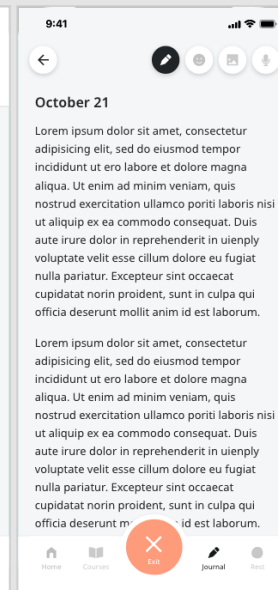 9:41
October 21
Lorem ipsum dolor sit amet, consectetur
adipisicing elit, sed do eiusmod tempor
incididunt ut ero labore et dolore magna
aliqua. Ut enim ad minim veniam, quis
nostrud exercitation ullamco poriti laboris nisi
ut aliquip ex ea commodo consequat. Duis
aute irure dolor in reprehenderit in uienply
voluptate velit esse cillum dolore eu fugiat
nulla pariatur. Excepteur sint occaecat
cupidatat norin proident, sunt in culpa qui
officia deserunt mollit anim id est laborum.
Lorem ipsum dolor sit amet, consectetur
adipisicing elit, sed do eiusmod tempor
incididunt ut ero labore et dolore magna
aliqua. Ut enim ad minim veniam, quis
nostrud exercitation ullamco poriti laboris nisi
ut aliquip ex ea commodo consequat. Duis
aute irure dolor in reprehenderit in uienply
voluptate velit esse cillum dolore eu fugiat
nulla pariatur. Excepteur sint occaecat
cupidatat norin proident, sunt in culpa qui
officia deserunt id est laborum.
Home Courses Exit Journal Rest